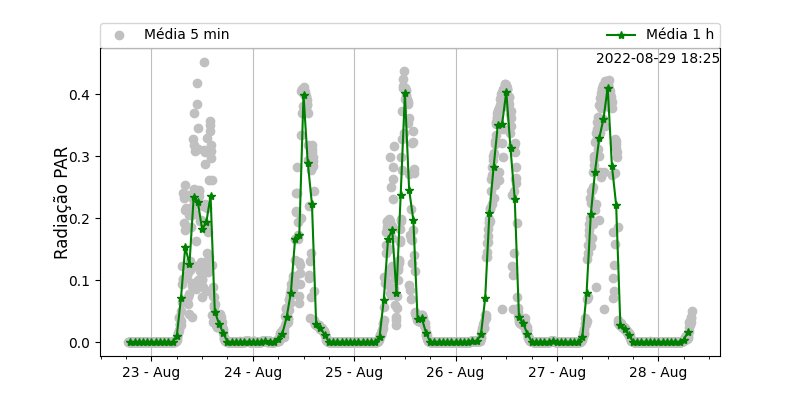 Média 5 min
Média 1 h
2022-08-29 18:25
Radiação PAR
0.4
0.3
0.2
0.1
0.0
23 - Aug
24 - Aug
25 - Aug
26 - Aug
27 - Aug
28 - Aug